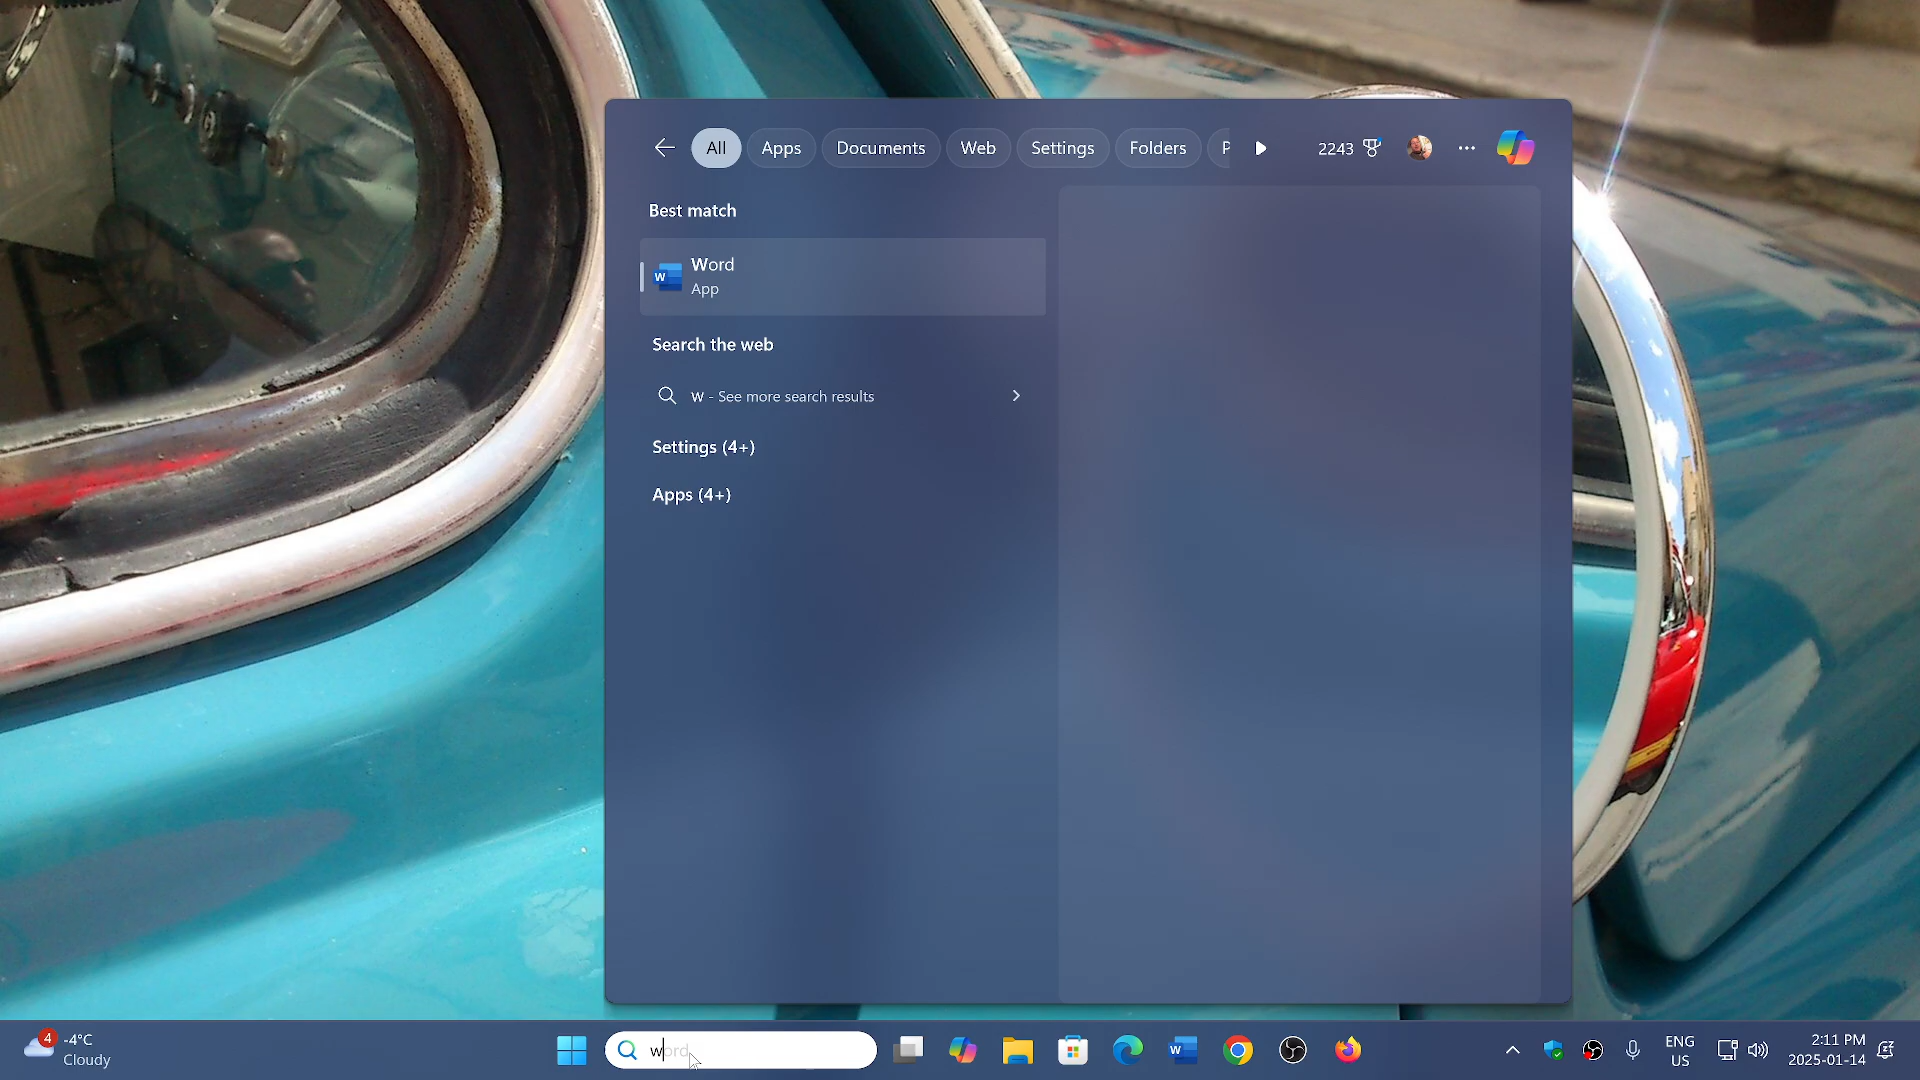 All
Apps
Documents
Web
Settings
Folders
P
2243
Best match
Word
App
Search the web
w - See more search results
Settings (4+)
Apps (4+)
4
-4°C
Cloudy
word
ENG
US
2:11 PM
2025-01-14